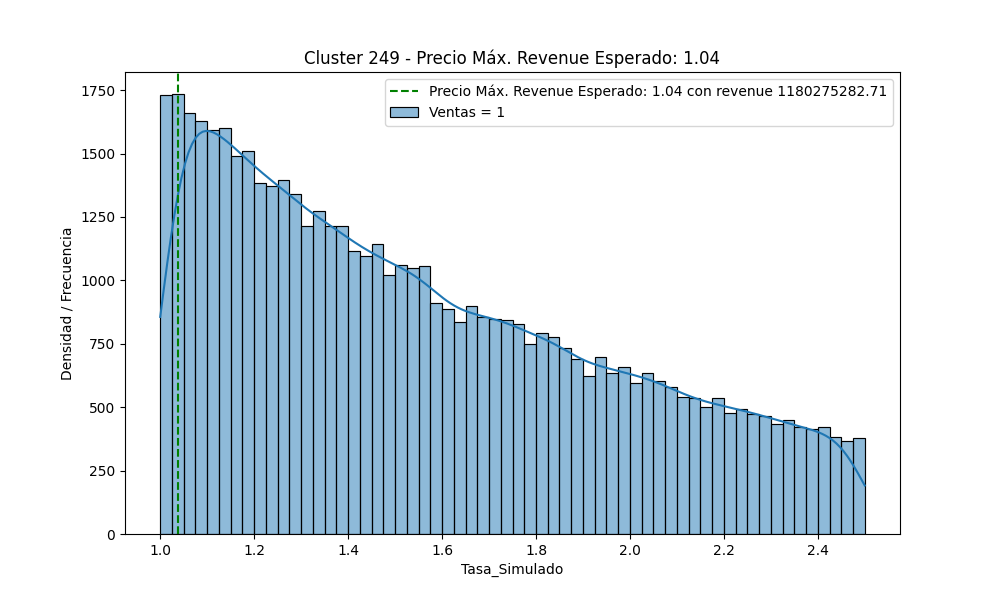 Cluster 249 - Precio Máx. Revenue Esperado: 1.04
Precio Máx. Revenue Esperado: 1.04 con revenue 1180275282.71
Ventas = 1
Densidad / Frecuencia
1750
1500
1250
1000
750
500
250
0
1.0 1.2 1.4 1.6 1.8 2.0 2.2 2.4
Tasa_Simulado